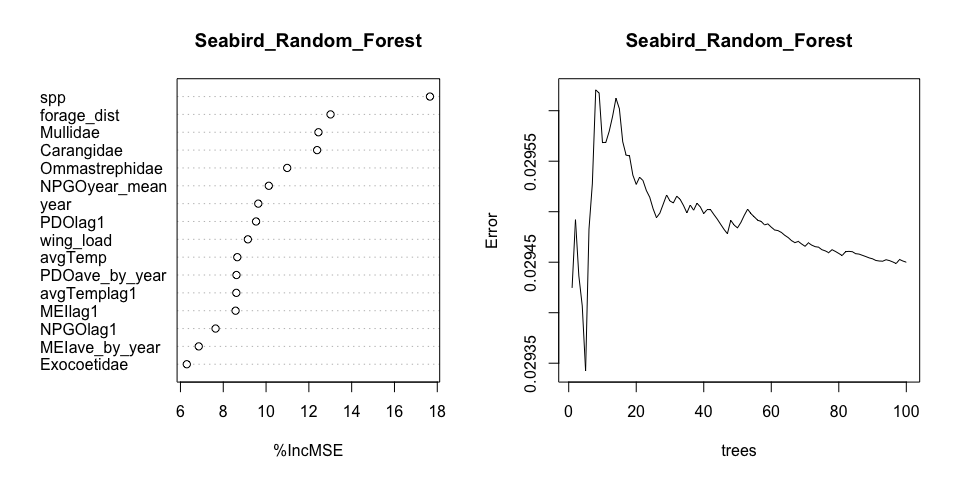 Seabird_Random_Forest
spp
forage_dist
Mullidae
Carangidae
Ommastrephidae
NPGOyear_mean
year
PDOlag1
wing_load
avgTemp
PDOave_by_year
avgTemplag1
MEIlag1
NPGOlag1
MEIave_by_year
Exocoetidae
6 8 10 12 14 16 18
%IncMSE
Seabird_Random_Forest
Error
0.02935 0.02945 0.02955
0 20 40 60 80 100
trees